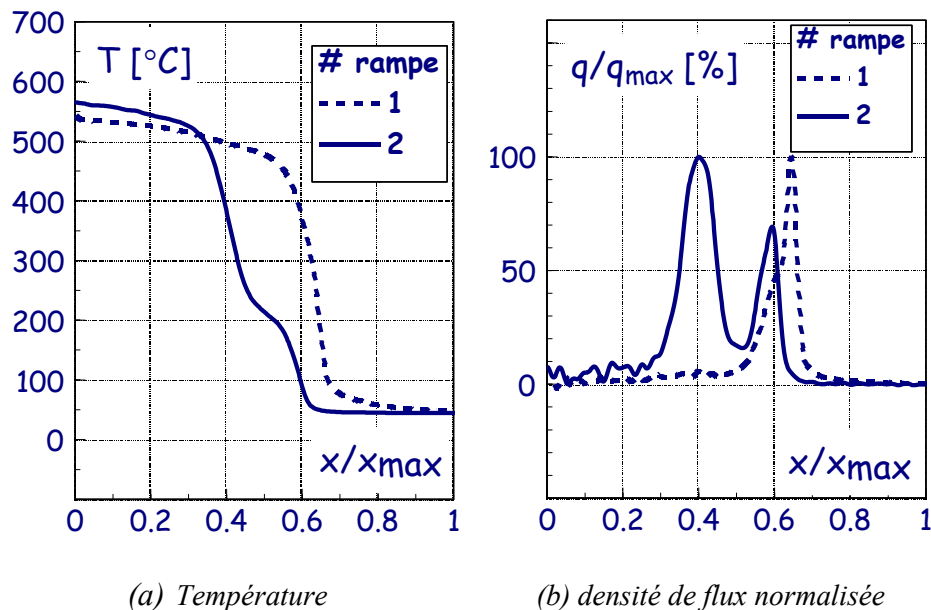 700
600
500
400
300
200
100
0
T [°C]
# rampe
1
2
x/xmax
0 0.2 0.4 0.6 0.8 1
(a) Température
q/qmax [%]
# rampe
1
2
100
50
0
x/xmax
0 0.2 0.4 0.6 0.8 1
(b) densité de flux normalisée